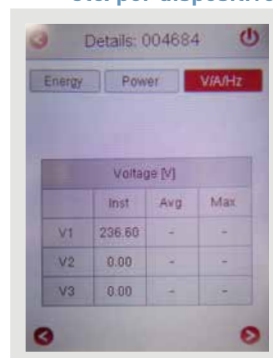 Details: 004684
Energy Power V/A/Hz
Voltage [V]
Inst Avg Max
V1 236.60 - -
V2 0.00 - -
V3 0.00 - -